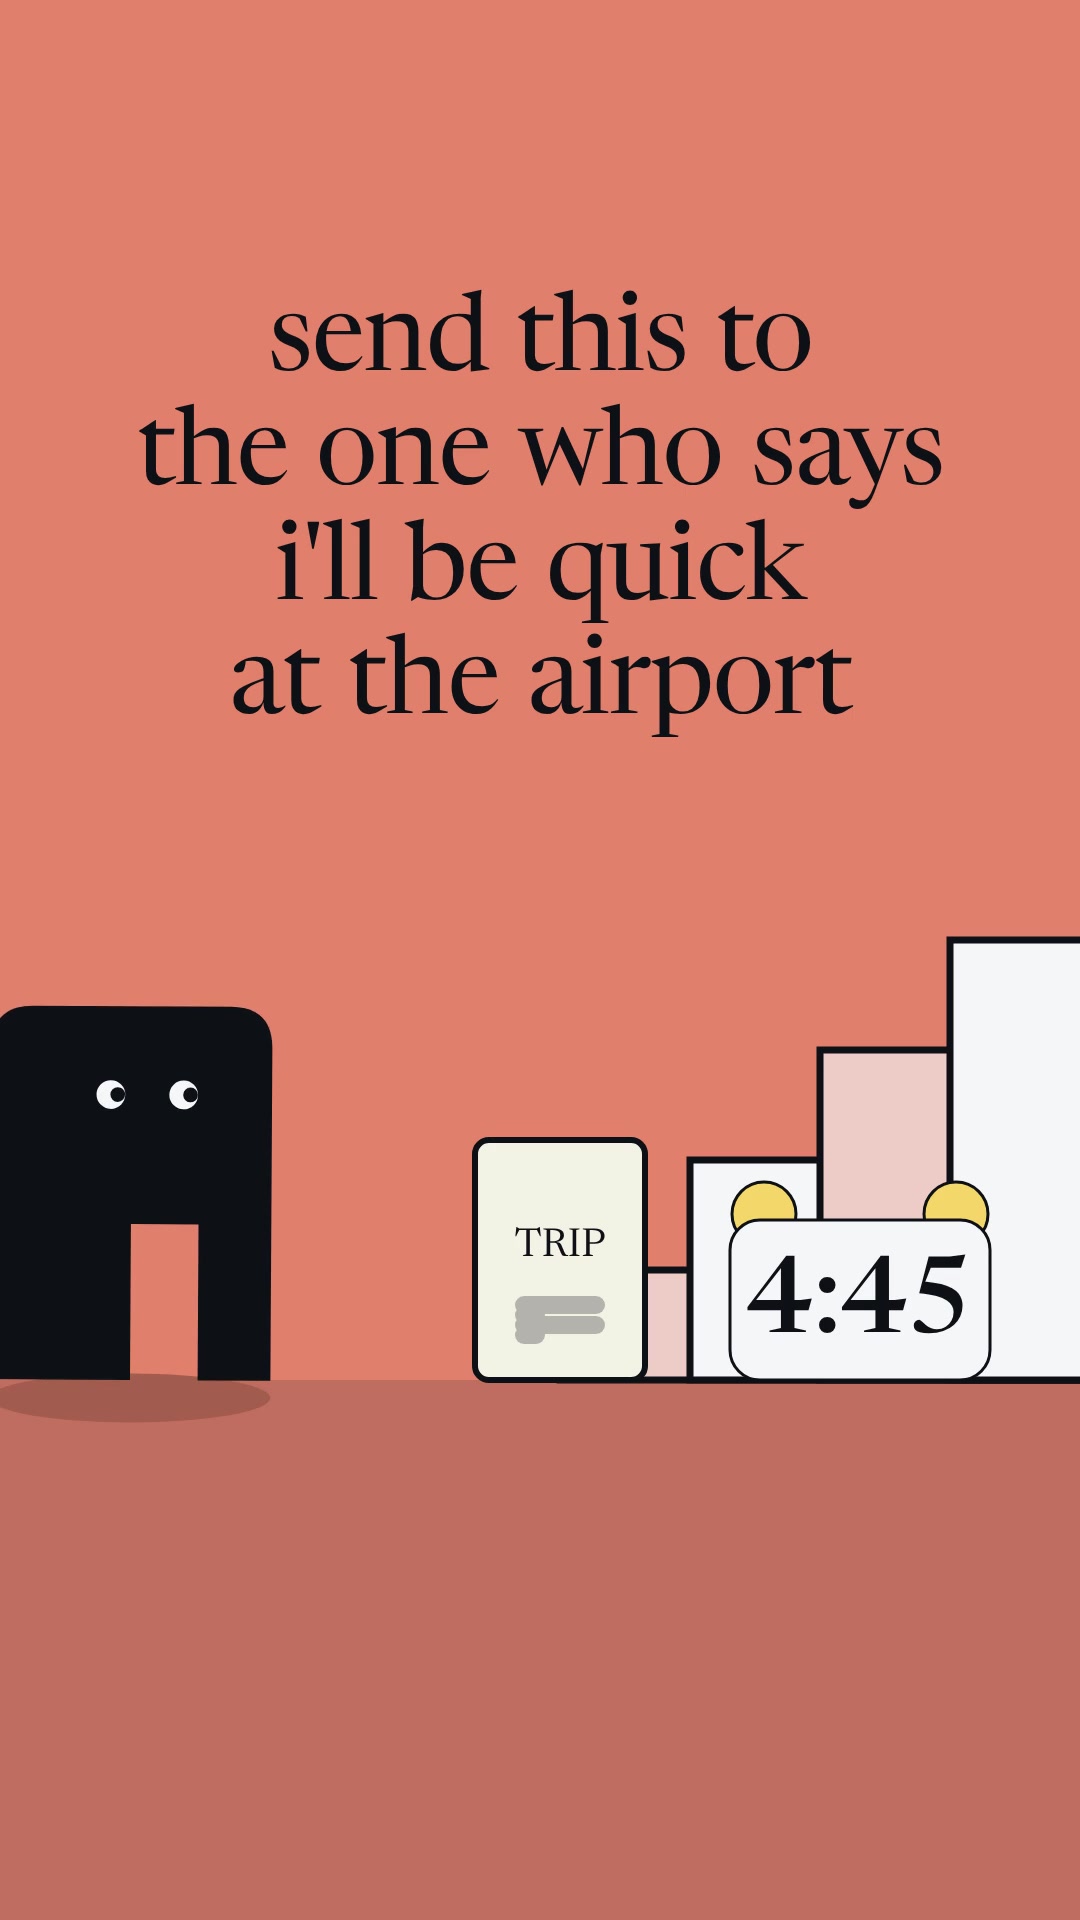 send this to
the one who says
i'll be quick
at the airport
TRIP
4:45